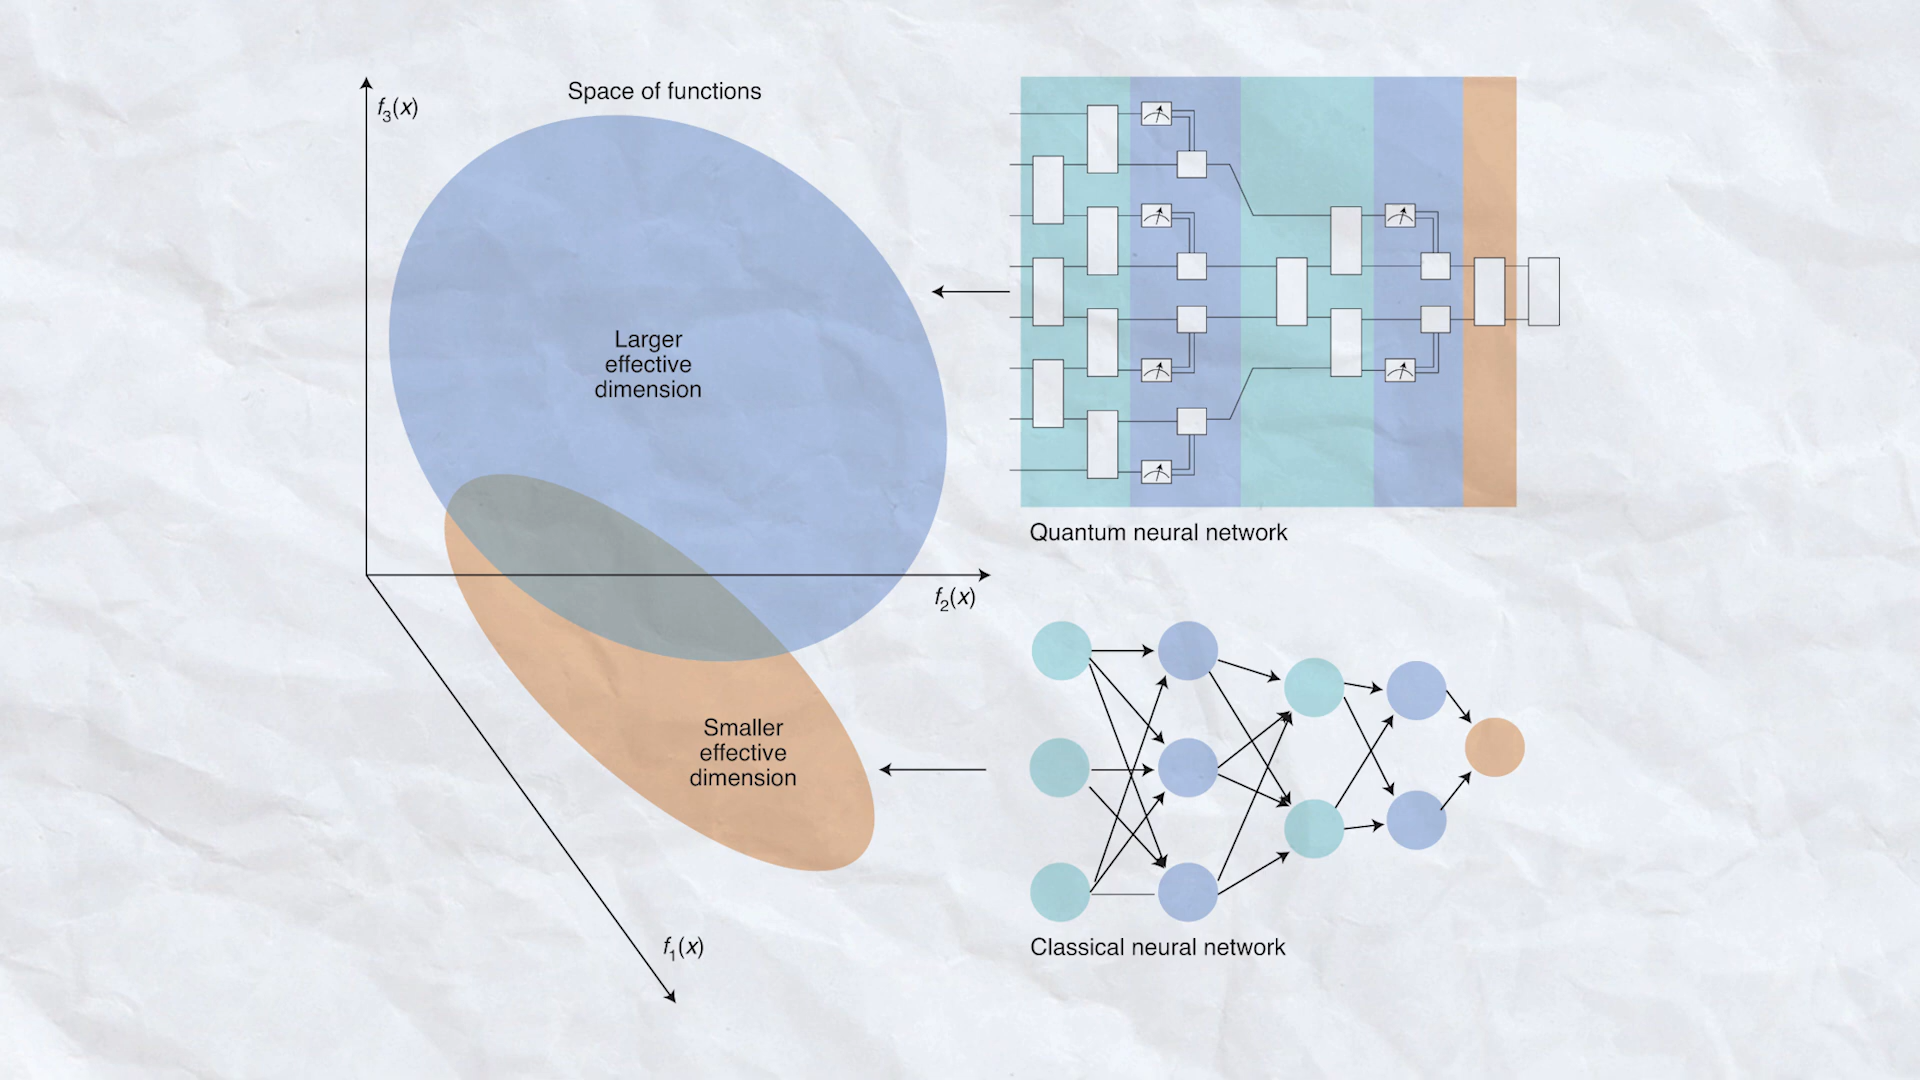 Space of functions
f₃(x)
Larger
effective
dimension
f₂(x)
Smaller
effective
dimension
f₁(x)
Quantum neural network
Classical neural network